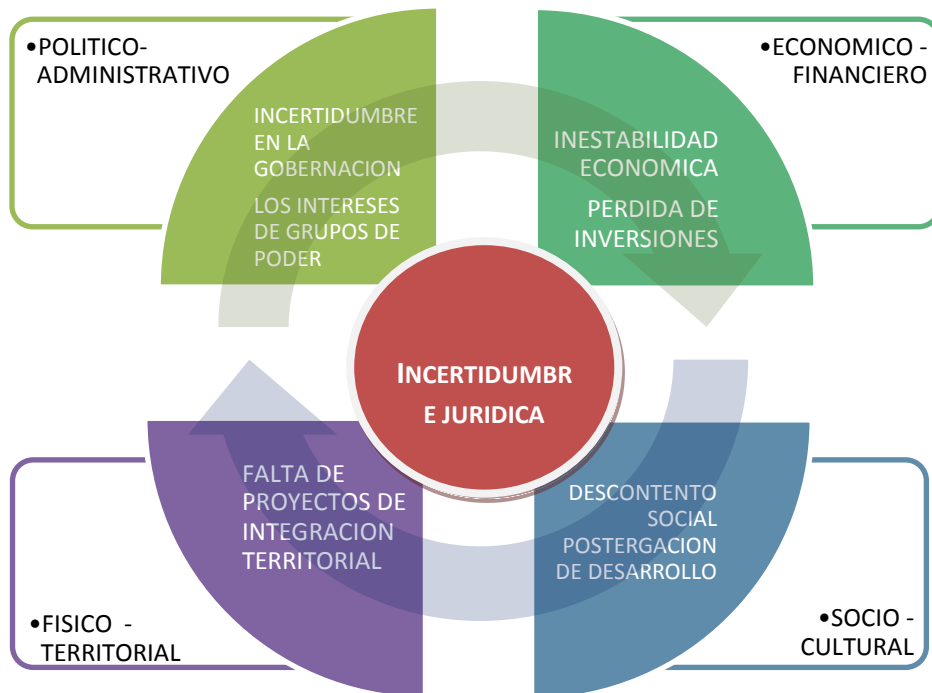 •POLITICO-
ADMINISTRATIVO
INCERTIDUMBRE
EN LA
GOBERNACION
LOS INTERESES
DE GRUPOS DE
PODER
•ECONOMICO -
FINANCIERO
INESTABILIDAD
ECONOMICA
PERDIDA DE
INVERSIONES
INCERTIDUMBR
E JURIDICA
FALTA DE
PROYECTOS DE
INTEGRACION
TERRITORIAL
•FISICO -
TERRITORIAL
DESCONTENTO
SOCIAL
POSTERGACION
DE DESARROLLO
•SOCIO -
CULTURAL